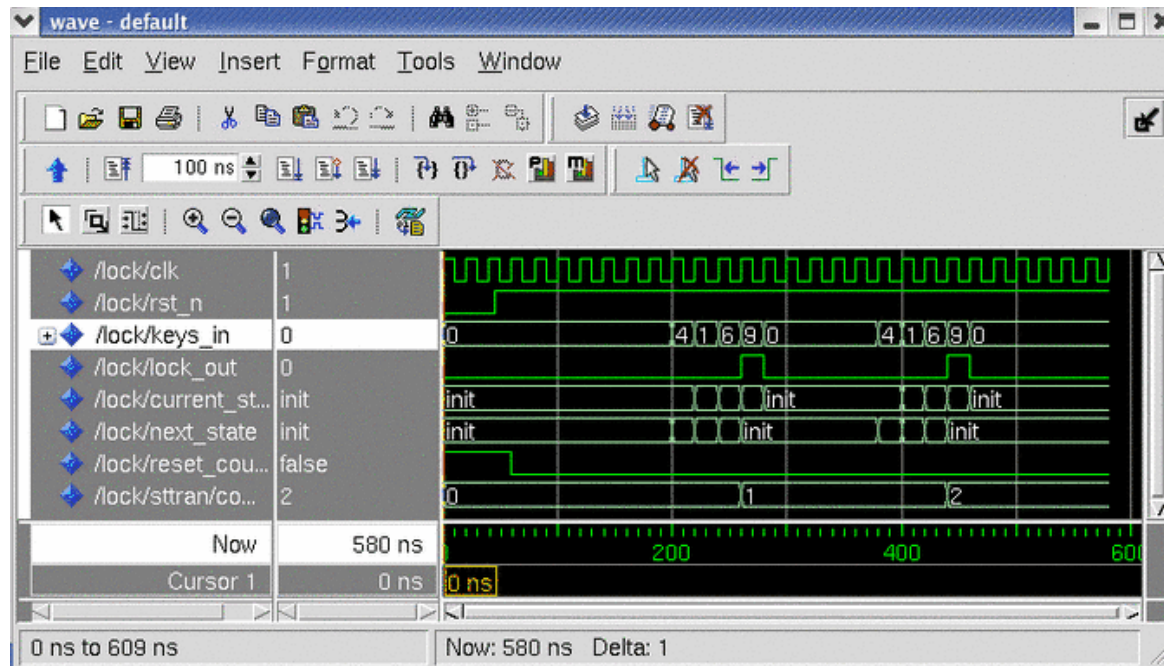 wave - default
File Edit View Insert Format Tools Window
100 ns
/lock/clk 1
/lock/rst_n 1
/lock/keys_in 0 0 4 1 6 9 0 4 1 6 9 0
/lock/lock_out 0
/lock/current_st... init init init init
/lock/next_state init init init init
/lock/reset_cou... false
/lock/sttran/co... 2 0 1 2
Now 580 ns 200 400 600
Cursor 1 0 ns 0 ns
0 ns to 609 ns Now: 580 ns Delta: 1